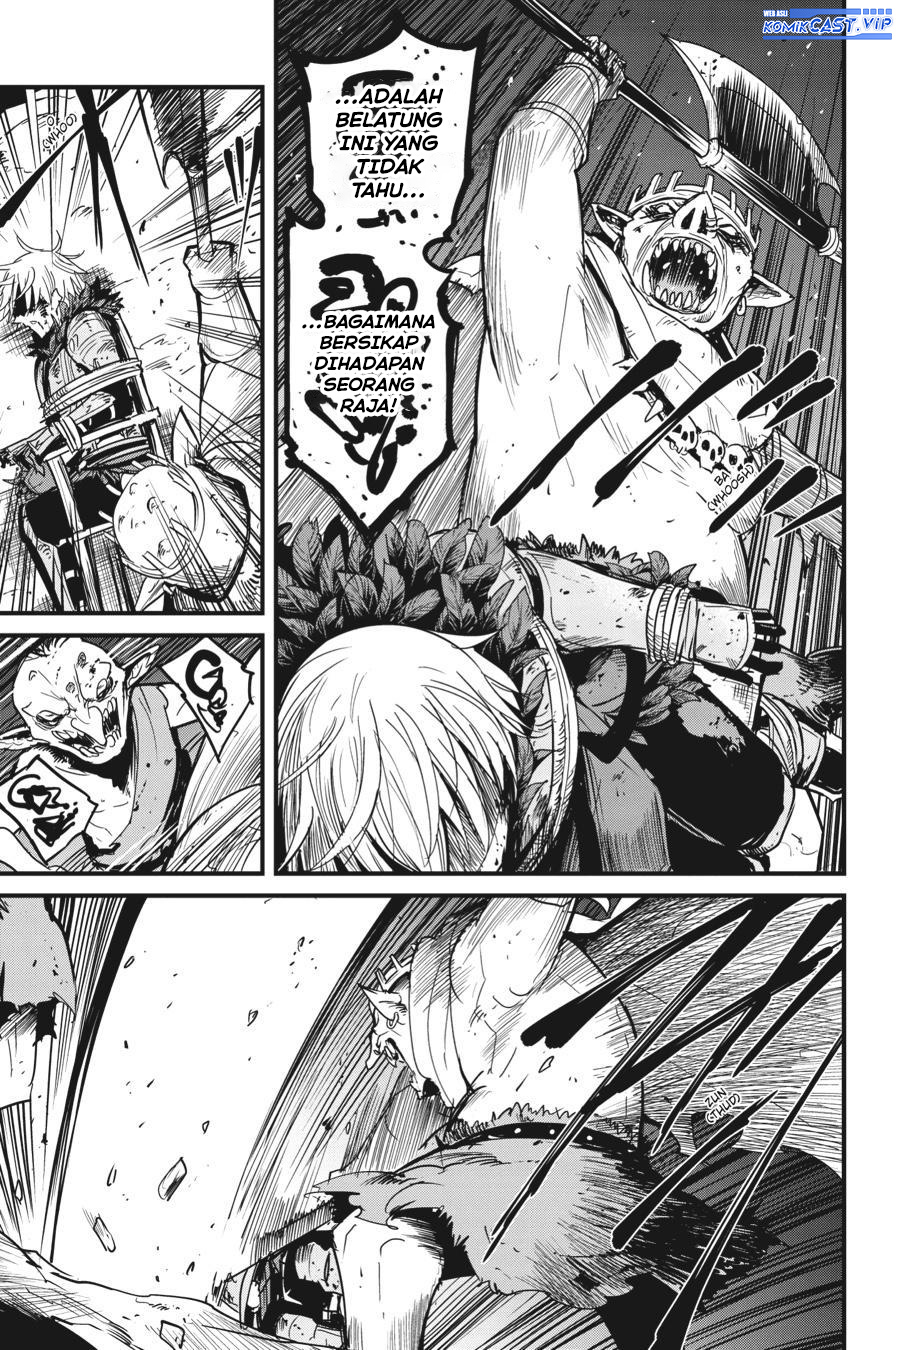 WEB ASLI
KOMIKCAST.VIP
...ADALAH
BELATUNG
INI YANG
TIDAK
TAHU...
...BAGAIMANA
BERSIKAP
DIHADAPAN
SEORANG
RAJA!
BA
(WHOOSH)
O
(WHOO)
ZUN
(THUD)